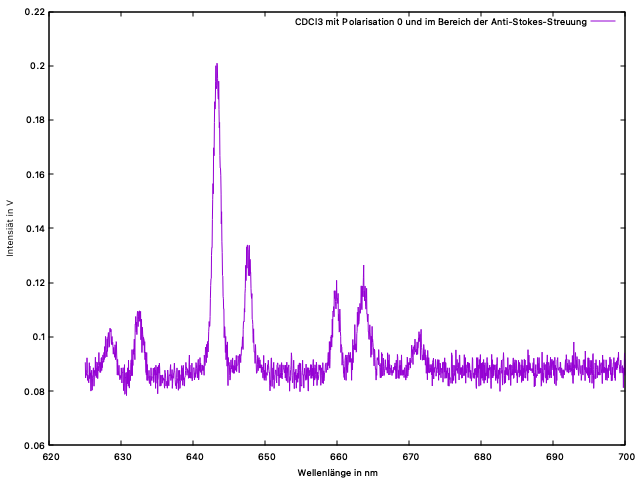 CDCl3 mit Polarisation 0 und im Bereich der Anti-Stokes-Streuung
0.22
0.2
0.18
0.16
0.14
0.12
0.1
0.08
0.06
Intensiät in V
620 630 640 650 660 670 680 690 700
Wellenlänge in nm